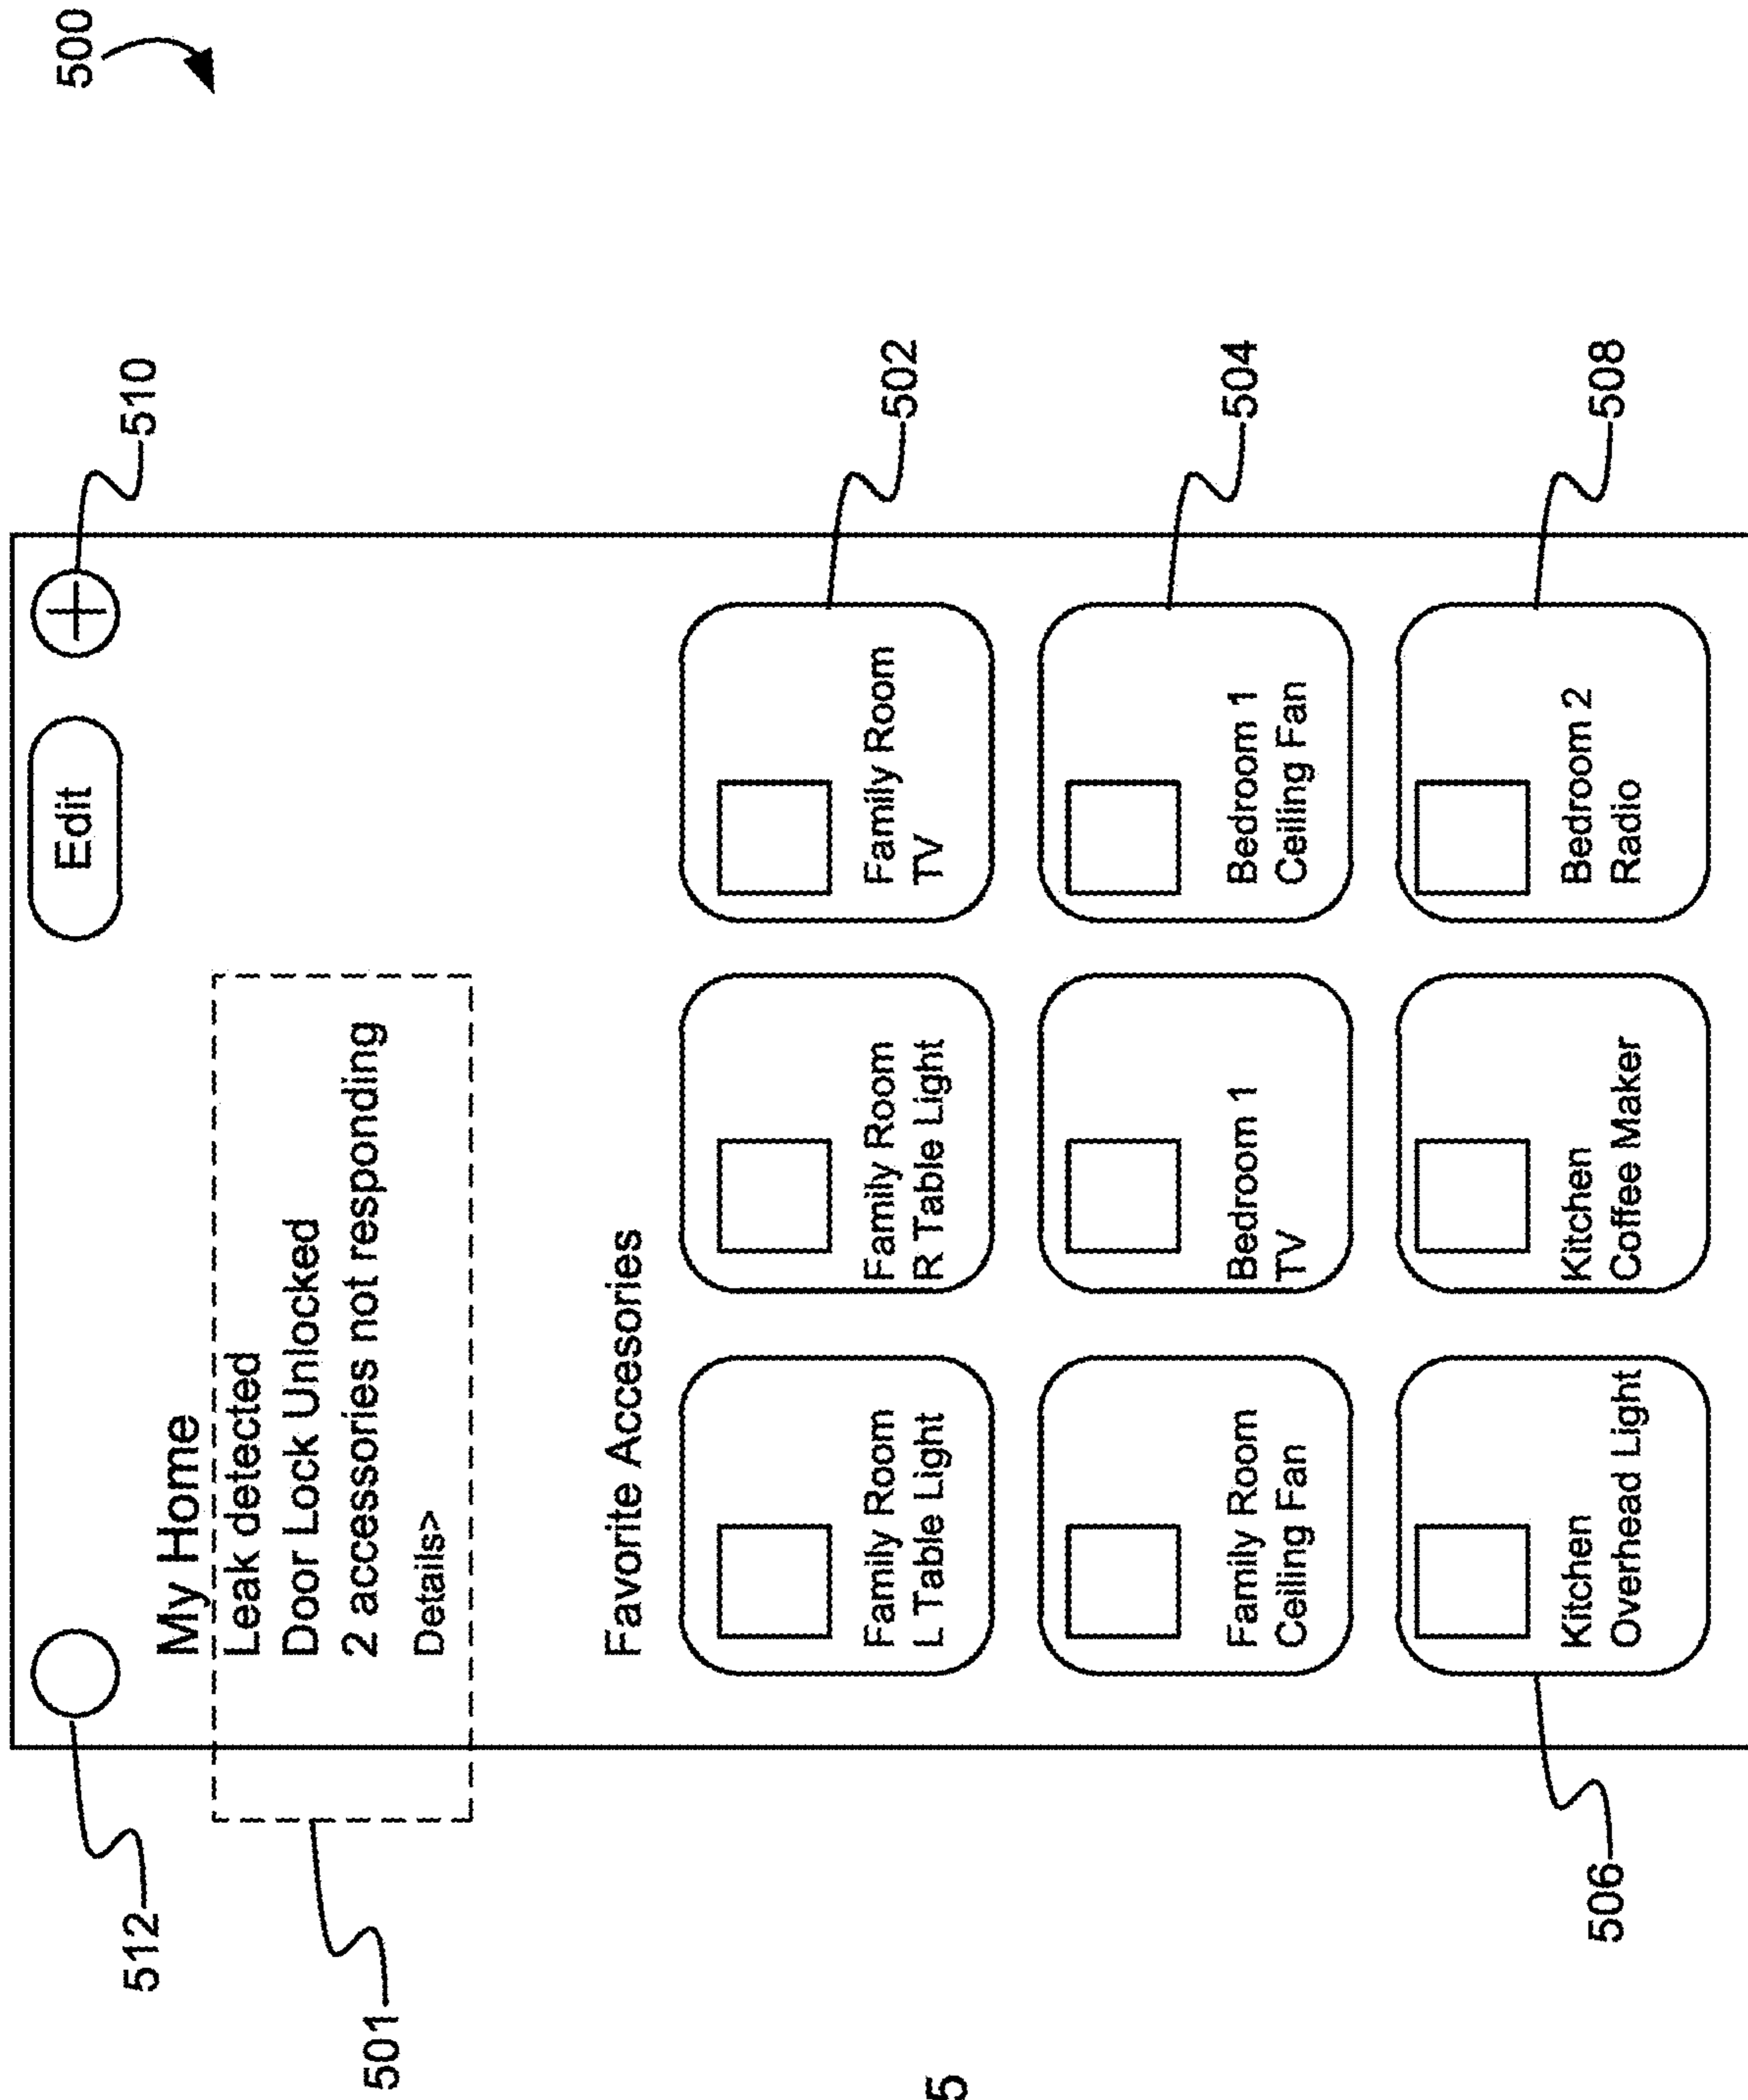 500
510
Edit
512
My Home
Leak detected
Door Lock Unlocked
2 accessories not responding
Details>
501
Favorite Accesories
Family Room
L Table Light
Family Room
R Table Light
Family Room
TV
502
Family Room
Ceiling Fan
Bedroom 1
TV
Bedroom 1
Ceiling Fan
504
Kitchen
Overhead Light
Kitchen
Coffee Maker
Bedroom 2
Radio
508
506
5